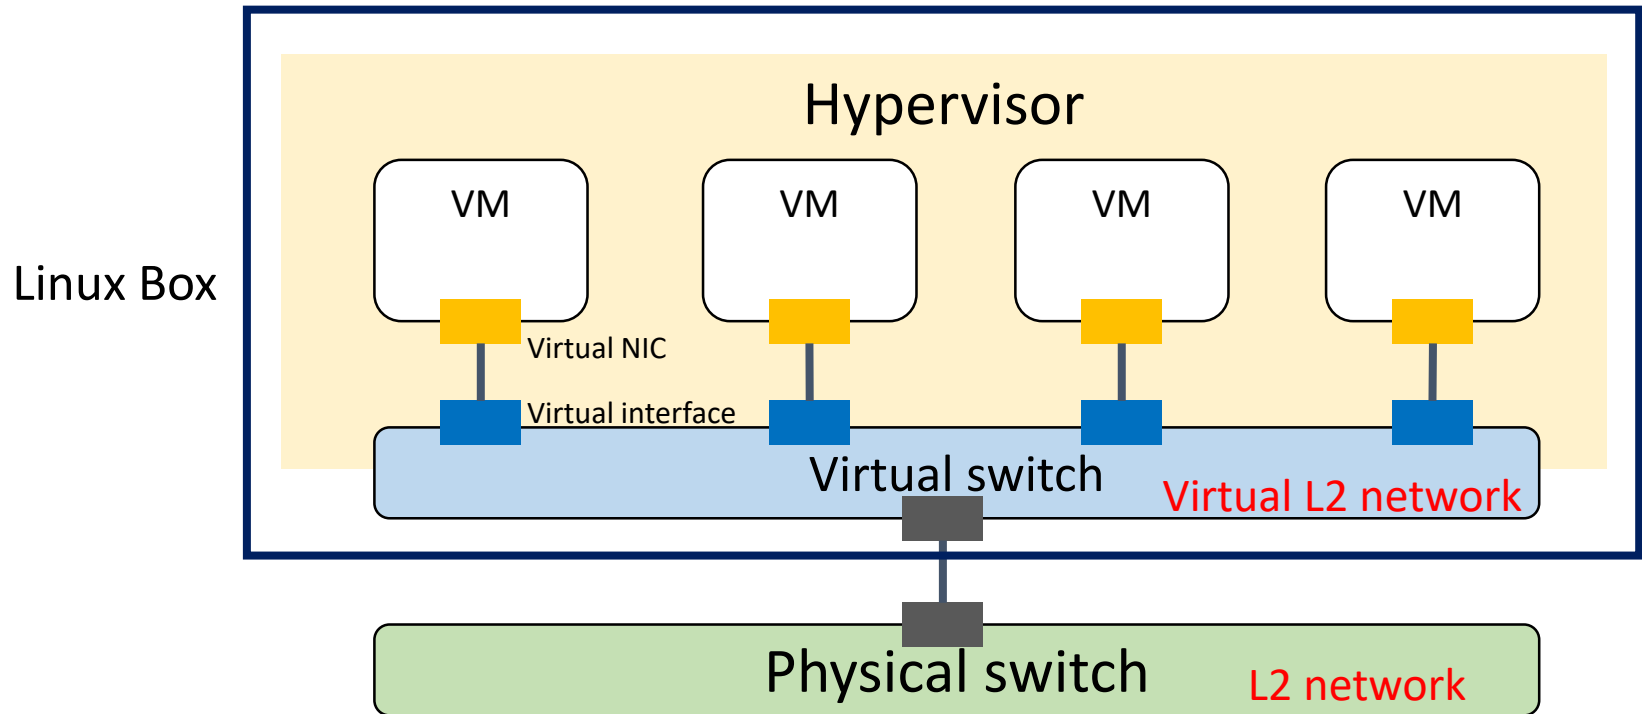 Hypervisor
VM
VM
VM
VM
Linux Box
Virtual NIC
Virtual interface
Virtual switch
Virtual L2 network
Physical switch
L2 network